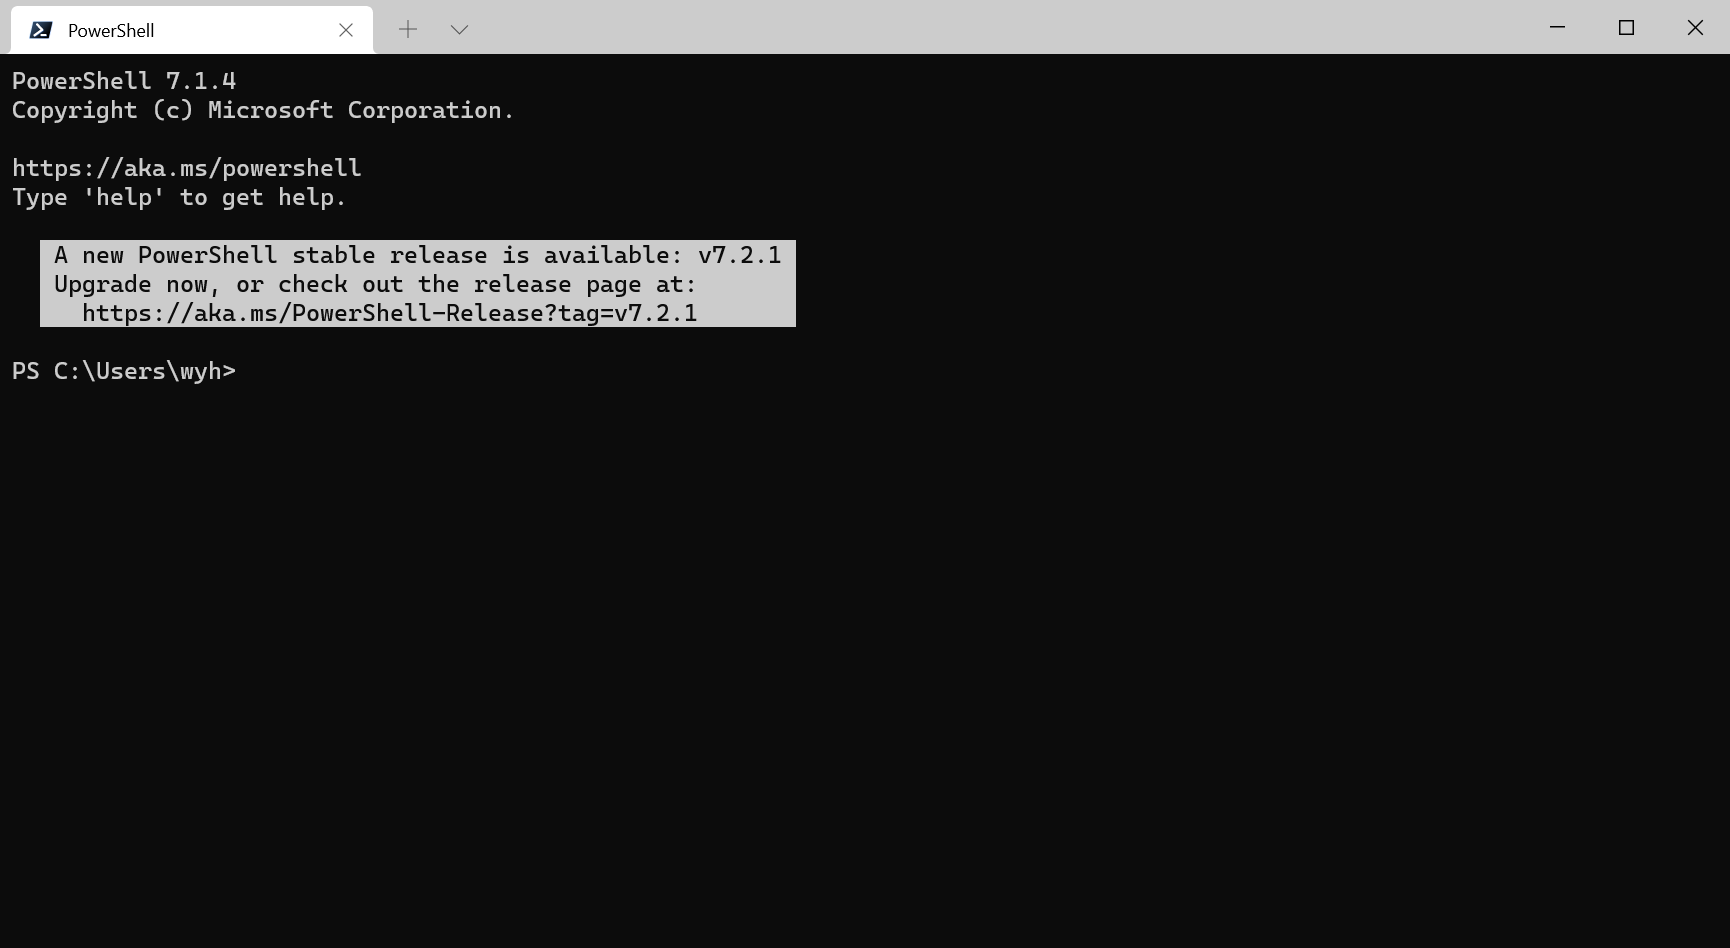 PowerShell
PowerShell 7.1.4
Copyright (c) Microsoft Corporation.
https://aka.ms/powershell
Type 'help' to get help.
A new PowerShell stable release is available: v7.2.1
Upgrade now, or check out the release page at:
https://aka.ms/PowerShell-Release?tag=v7.2.1
PS C:\Users\wyh>